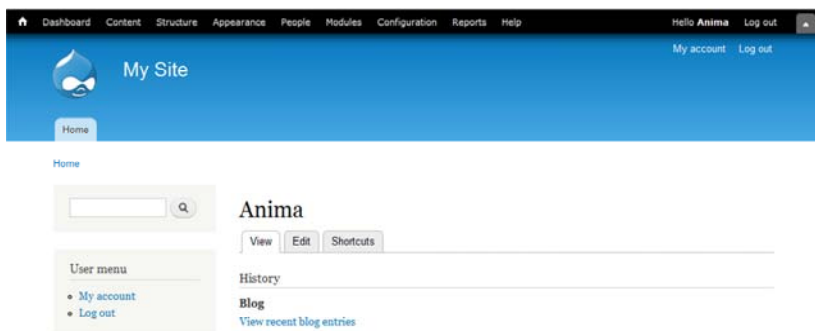 Dashboard Content Structure Appearance People Modules Configuration Reports Help Hello Anima Log out
My account Log out
My Site
Home
Home
Anima
View Edit Shortcuts
User menu
My account
Log out
History
Blog
View recent blog entries